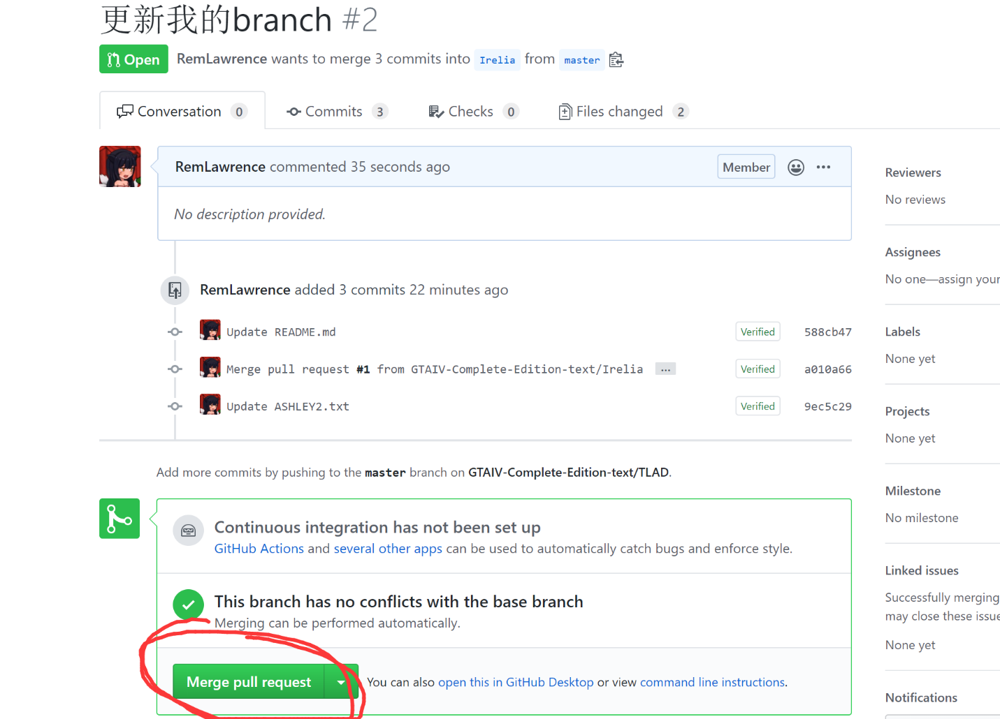 更新我的branch #2
Open RemLawrence wants to merge 3 commits into Irelia from master
Conversation 0 Commits 3 Checks 0 Files changed 2
RemLawrence commented 35 seconds ago Member
No description provided.
RemLawrence added 3 commits 22 minutes ago
Update README.md Verified 588cb47
Merge pull request #1 from GTAIV-Complete-Edition-text/Irelia ... Verified a010a66
Update ASHLEY2.txt Verified 9ec5c29
Add more commits by pushing to the master branch on GTAIV-Complete-Edition-text/TLAD.
Continuous integration has not been set up
GitHub Actions and several other apps can be used to automatically catch bugs and enforce style.
This branch has no conflicts with the base branch
Merging can be performed automatically.
Merge pull request You can also open this in GitHub Desktop or view command line instructions.
Reviewers
No reviews
Assignees
No one—assign your
Labels
None yet
Projects
None yet
Milestone
No milestone
Linked issues
Successfully merging
may close these issue
None yet
Notifications